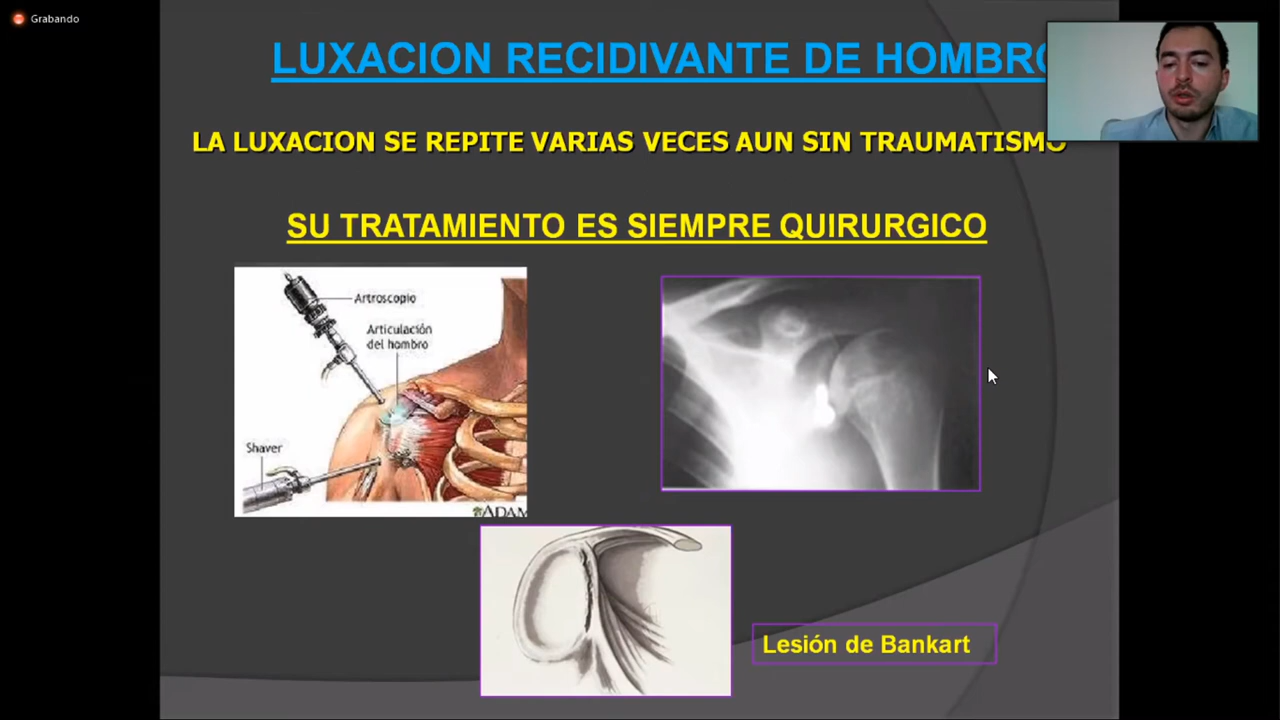 Grabando
LUXACION RECIDIVANTE DE HOMBRO
LA LUXACION SE REPITE VARIAS VECES AUN SIN TRAUMATISMO
SU TRATAMIENTO ES SIEMPRE QUIRURGICO
Artroscopio
Articulación
del hombro
Shaver
ADAM
Lesión de Bankart